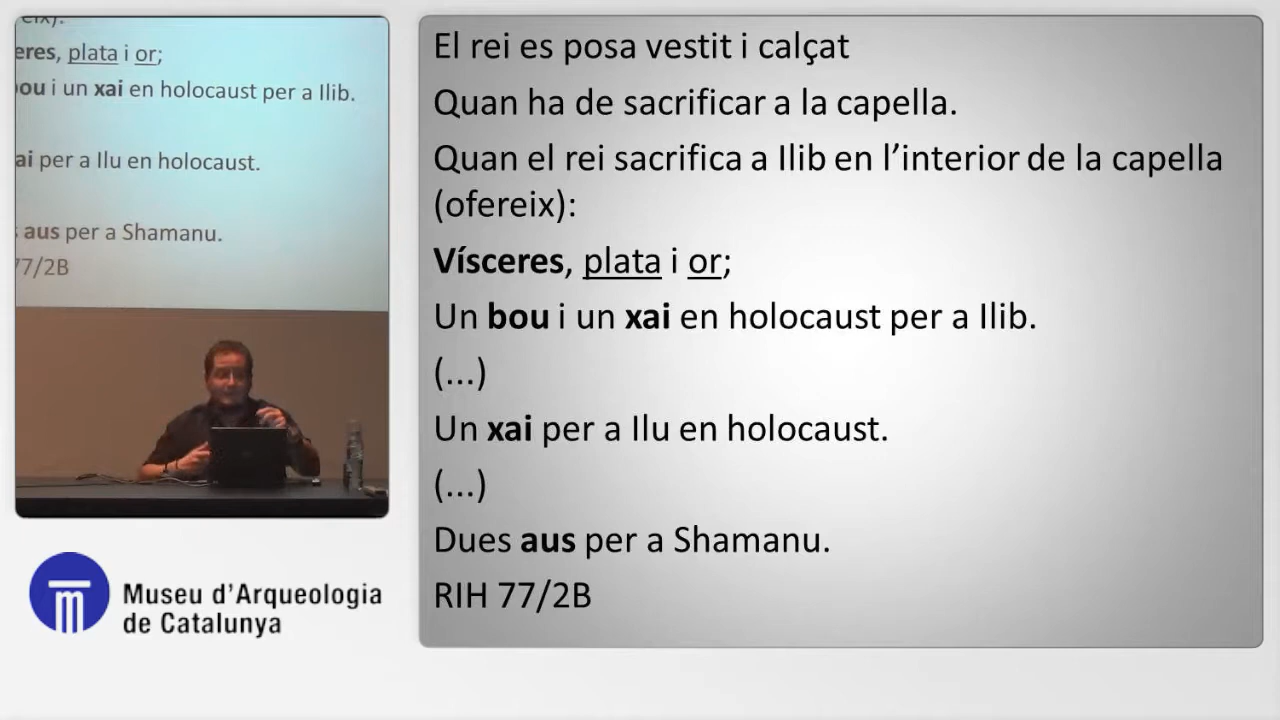 eix):
eres, plata i or;
ou i un xai en holocaust per a Ilib.
ai per a Ilu en holocaust.
aus per a Shamanu.
77/2B
Museu d'Arqueologia
de Catalunya
El rei es posa vestit i calçat
Quan ha de sacrificar a la capella.
Quan el rei sacrifica a Ilib en l’interior de la capella
(ofereix):
Vísceres, plata i or;
Un bou i un xai en holocaust per a Ilib.
(...)
Un xai per a Ilu en holocaust.
(...)
Dues aus per a Shamanu.
RIH 77/2B